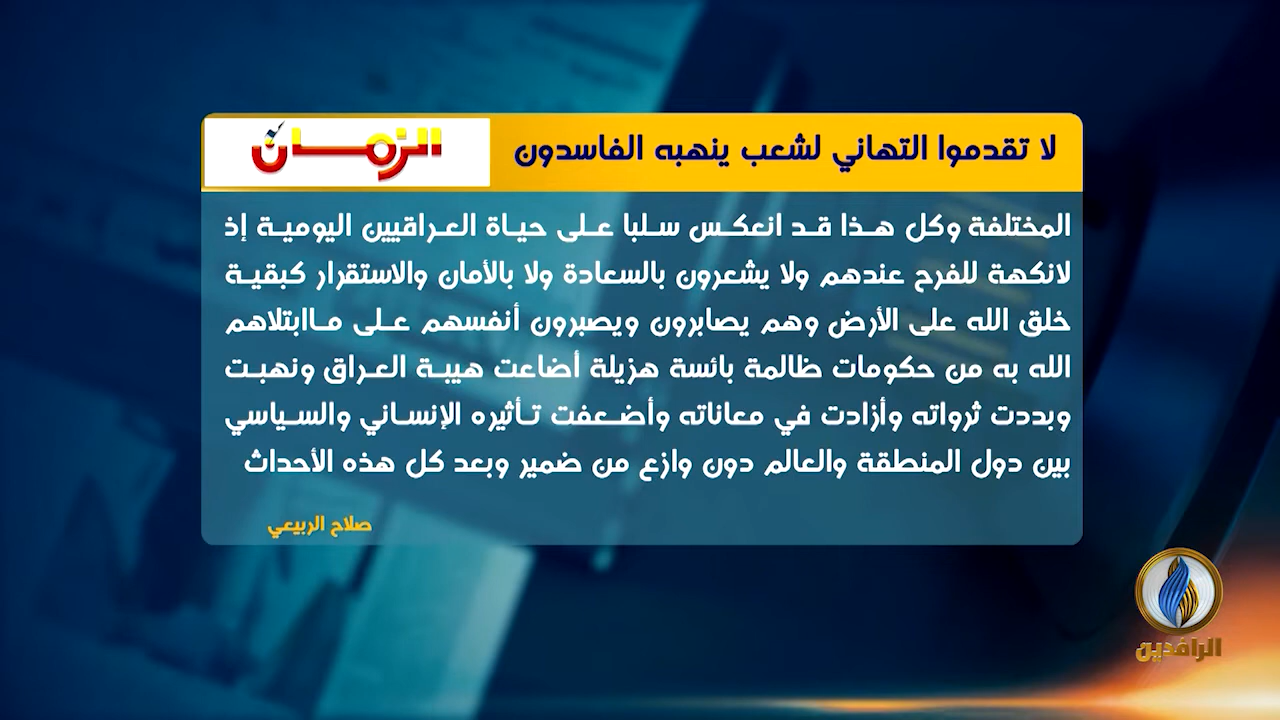 لا تقدموا التهاني لشعب ينهبه الفاسدون
الزمان
المختلفة وكل هذا قد انعكس سلبا على حياة العراقيين اليومية إذ
لانكهة للفرح عندهم ولا يشعرون بالسعادة ولا بالأمان والاستقرار كبقية
خلق الله على الأرض وهم يصابرون ويصبرون أنفسهم على ماابتلاهم
الله به من حكومات ظالمة بائسة هزيلة أضاعت هيبة العراق ونهبت
وبددت ثرواته وأزادت في معاناته وأضعفت تأثيره الإنساني والسياسي
بين دول المنطقة والعالم دون وازع من ضمير وبعد كل هذه الأحداث
صلاح الربيعي
الرافدين